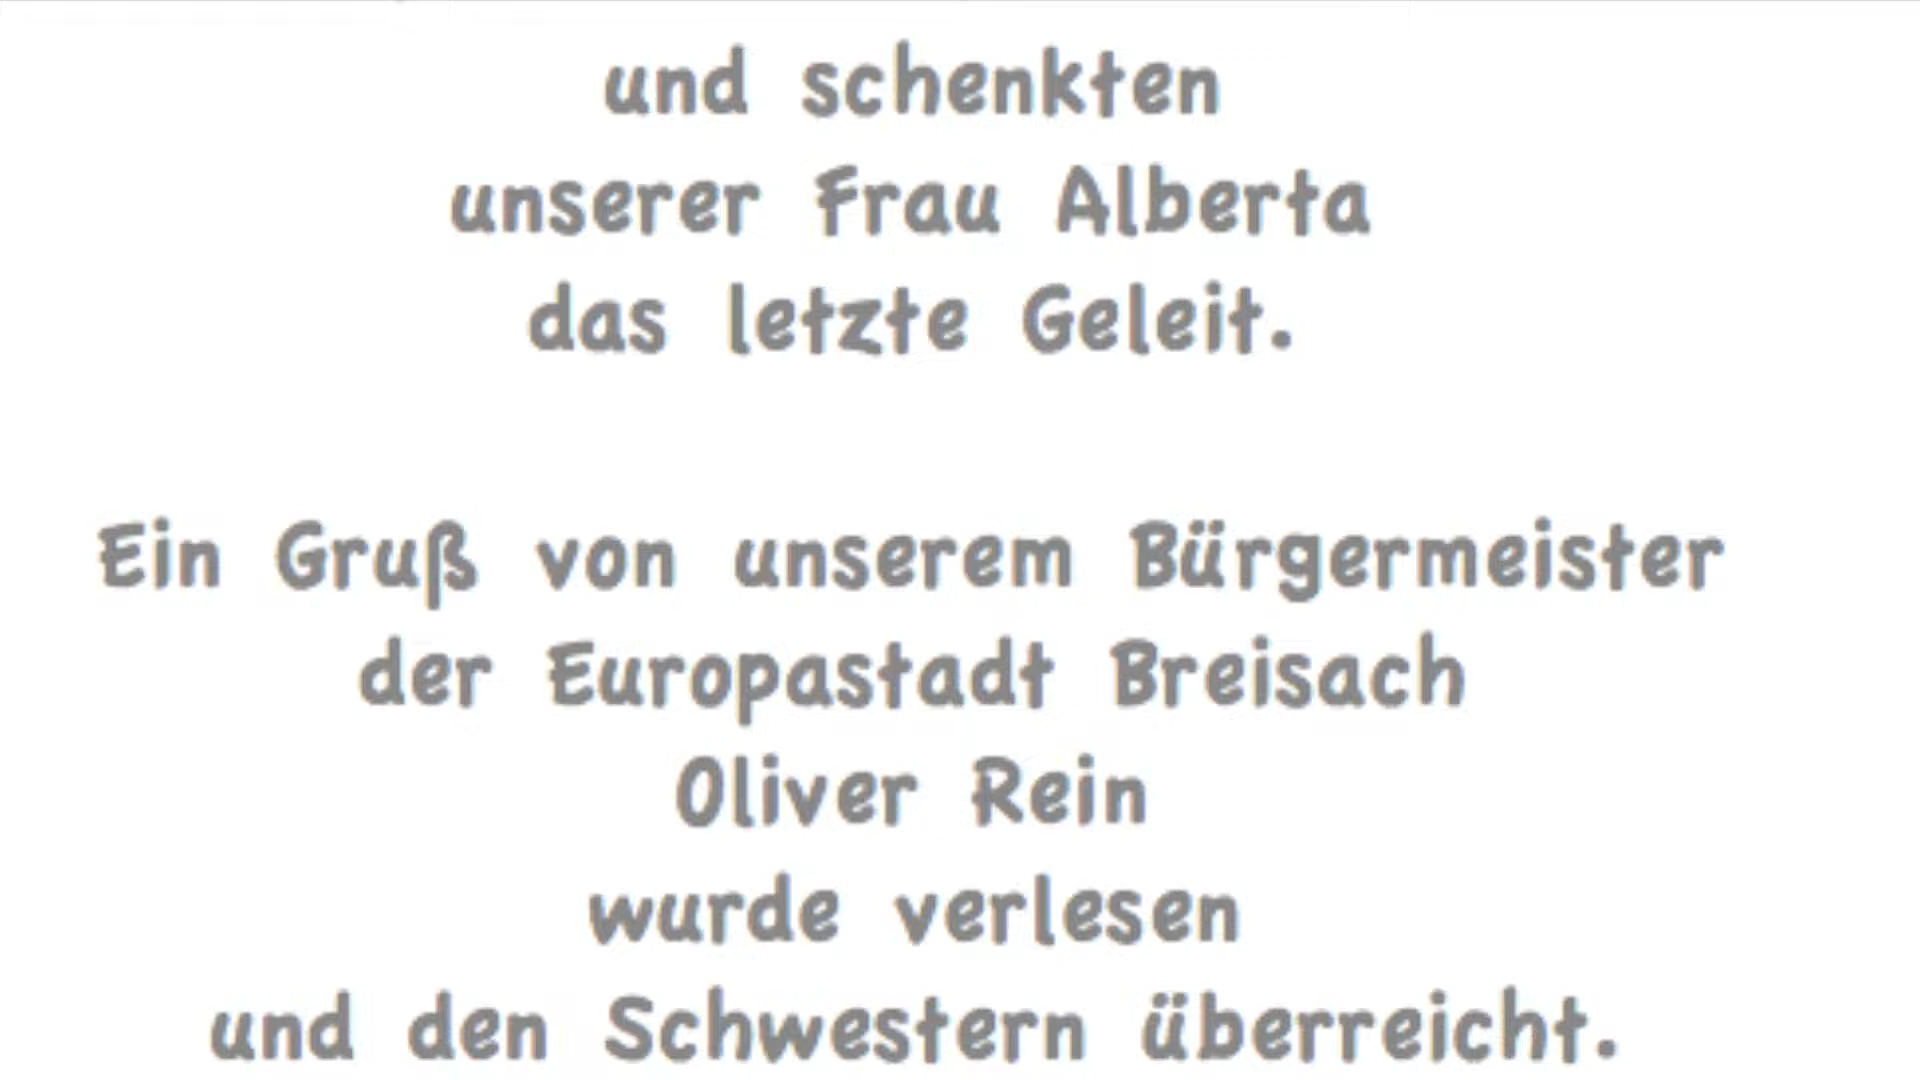 und schenkten
unserer Frau Alberta
das letzte Geleit.
Ein Gruß von unserem Bürgermeister
der Europastadt Breisach
Oliver Rein
wurde verlesen
und den Schwestern überreicht.